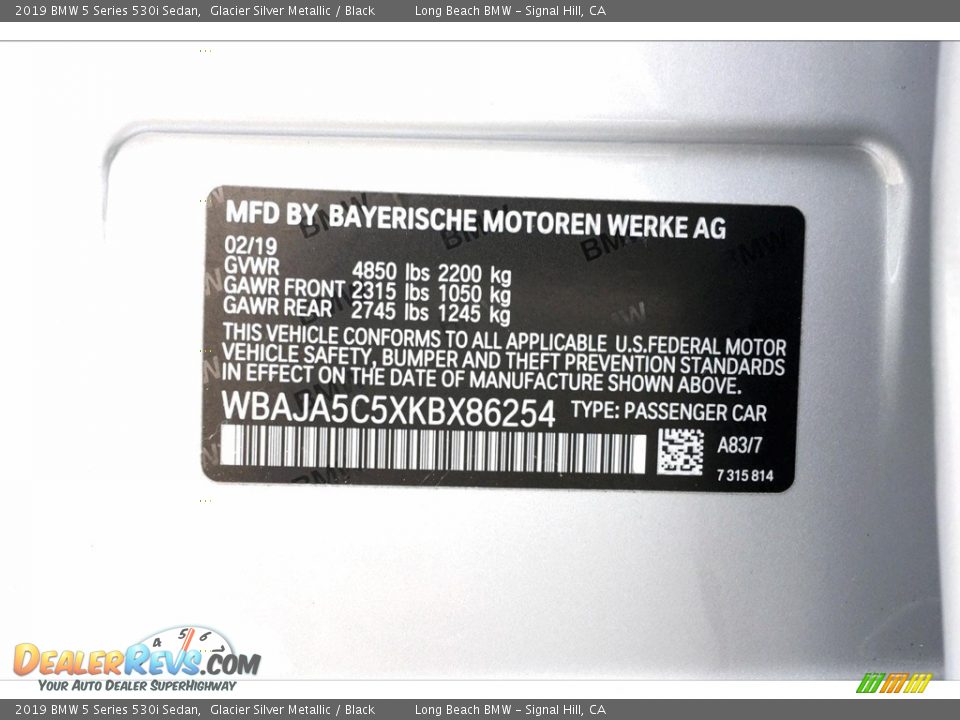 2019 BMW 5 Series 530i Sedan,  Glacier Silver Metallic / Black  Long Beach BMW - Signal Hill, CA
MFD BY BAYERISCHE MOTOREN WERKE AG
02/19
GVWR 4850 lbs 2200 kg
GAWR FRONT 2315 lbs 1050 kg
GAWR REAR 2745 lbs 1245 kg
THIS VEHICLE CONFORMS TO ALL APPLICABLE U.S.FEDERAL MOTOR
VEHICLE SAFETY, BUMPER AND THEFT PREVENTION STANDARDS
IN EFFECT ON THE DATE OF MANUFACTURE SHOWN ABOVE.
WBAJA5C5XKBX86254 TYPE: PASSENGER CAR
A83/7
7 315 814
4 5 6 7
DEALERREVS.COM
YOUR AUTO DEALER SUPERHIGHWAY
2019 BMW 5 Series 530i Sedan,  Glacier Silver Metallic / Black  Long Beach BMW - Signal Hill, CA